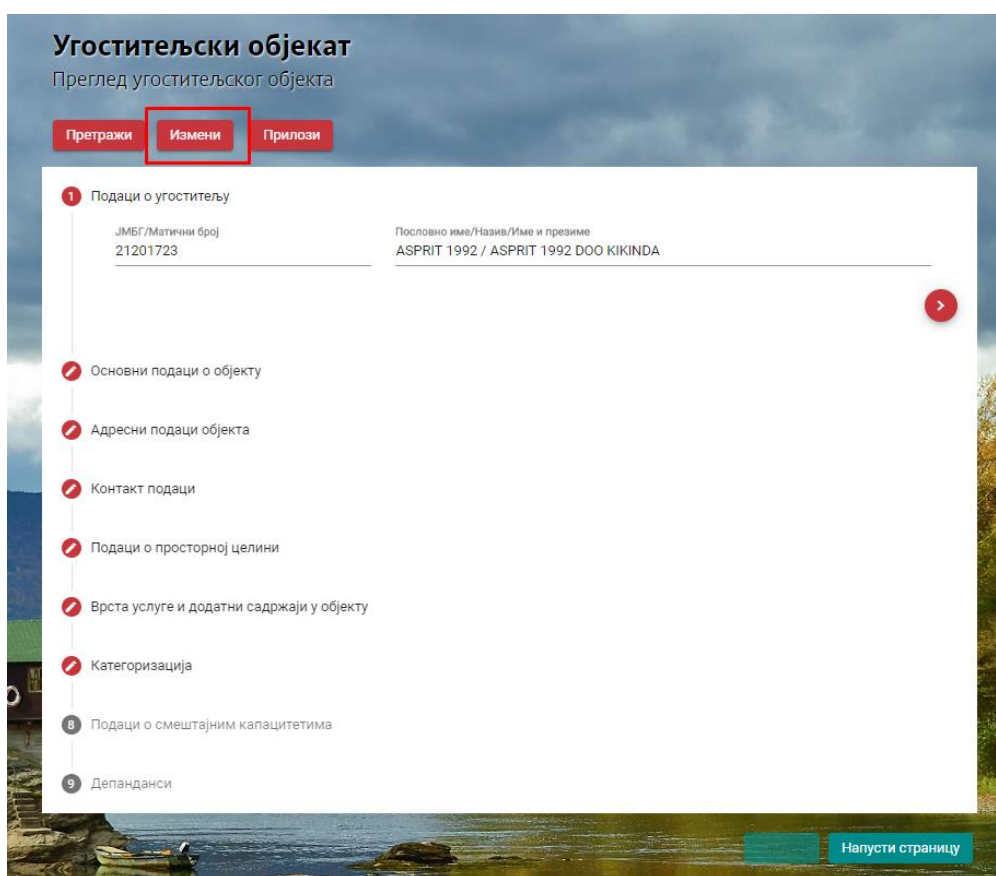 Угоститељски објекат
Преглед угоститељског објекта
Претражи Измени Прилози
1 Подаци о угоститељу
ЈМБГ/Матични број Пословно име/Назив/Име и презиме
21201723 ASPRIT 1992 / ASPRIT 1992 DOO KIKINDA
Основни подаци о објекту
Адресни подаци објекта
Контакт подаци
Подаци о просторној целини
Врста услуге и додатни садржаји у објекту
Категоризација
8 Подаци о смештајним капацитетима
9 Депанданси
Напусти страницу